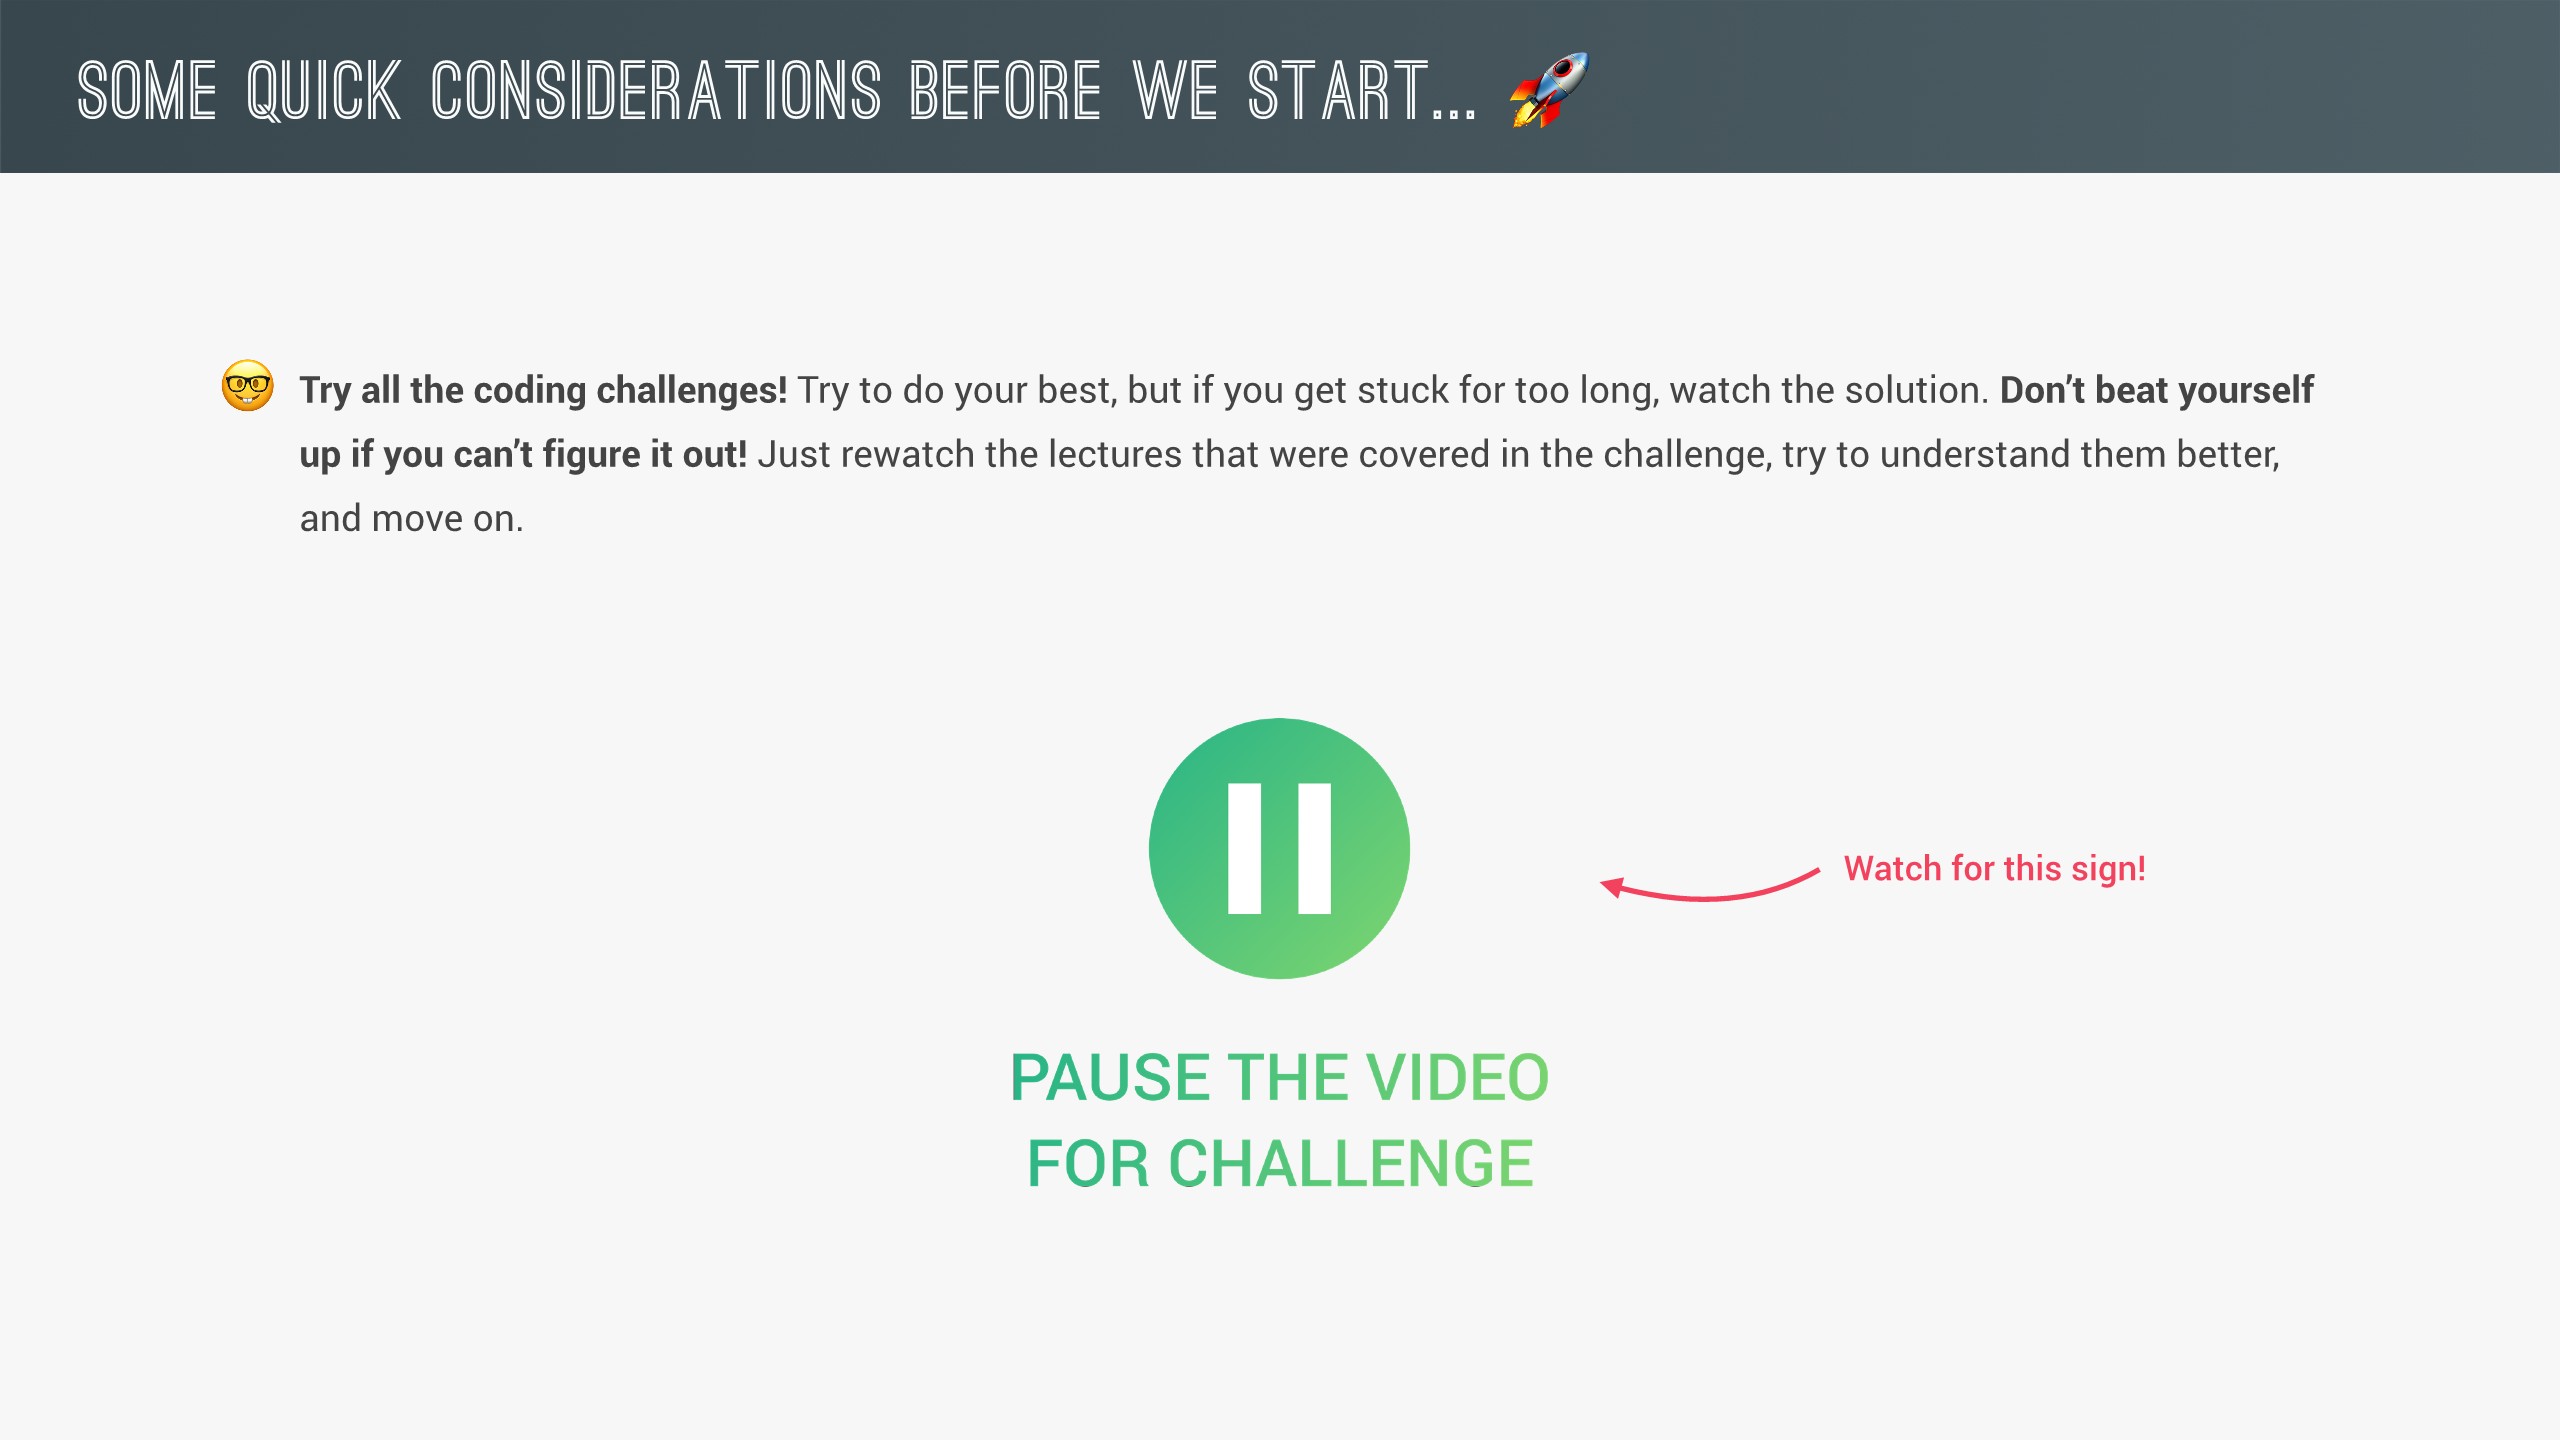 SOME QUICK CONSIDERATIONS BEFORE WE START... 🚀
🤓 Try all the coding challenges! Try to do your best, but if you get stuck for too long, watch the solution. Don’t beat yourself
up if you can’t figure it out! Just rewatch the lectures that were covered in the challenge, try to understand them better,
and move on.
Watch for this sign!
PAUSE THE VIDEO
FOR CHALLENGE